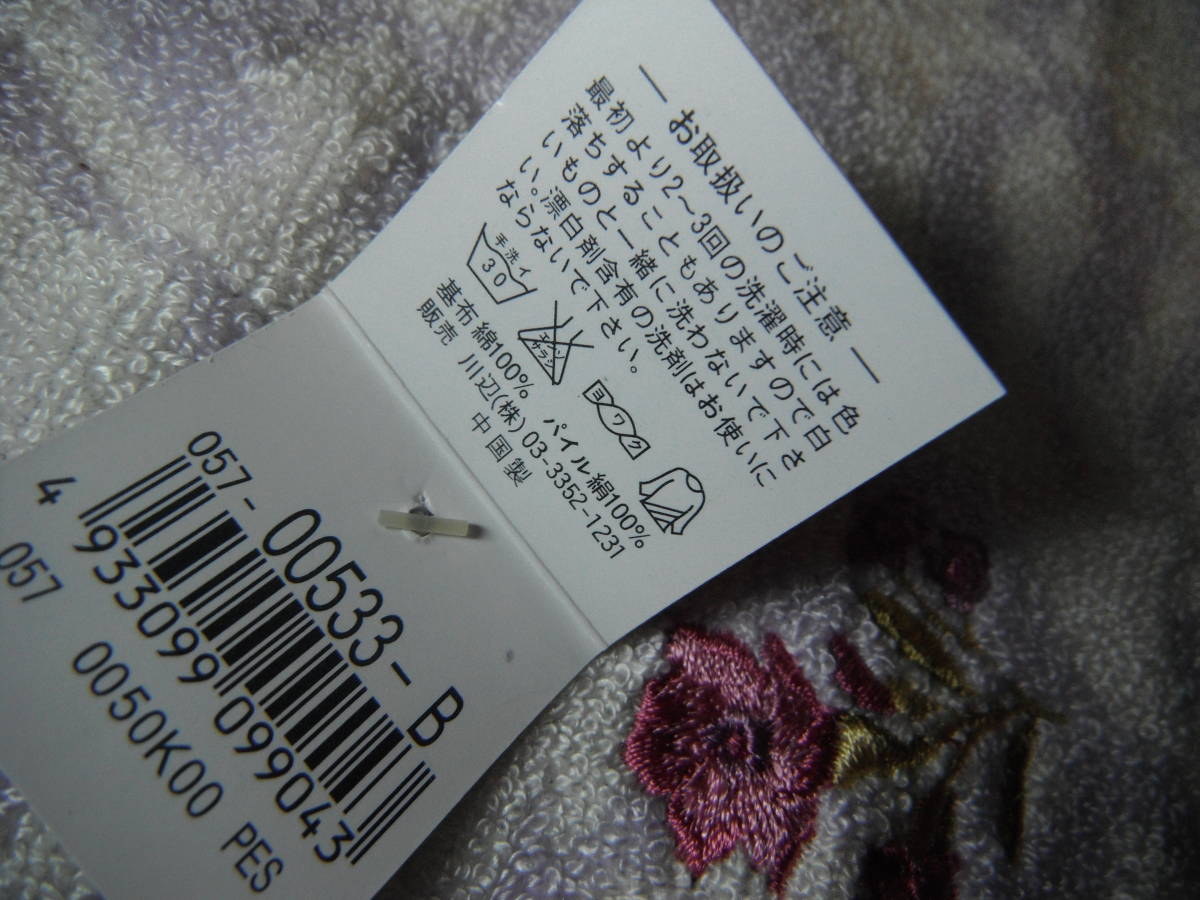 ― お取扱いのご注意 ―
最初より2～3回の洗濯時には色
落ちすることもありますので白
いものと一緒に洗わないで下さ
い。漂白剤含有の洗剤はお使いに
ならないで下さい。
手洗イ
30
エンソ
サラシ
ヨワク
基布 綿100% パイル絹100%
販売 川辺(株) 03-3352-1231
中国製
057-00533-B
4 933099 099043
057 0050K00 PES